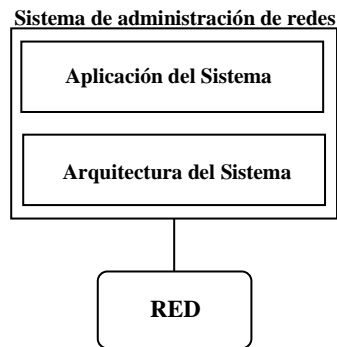 Sistema de administración de redes
Aplicación del Sistema
Arquitectura del Sistema
RED